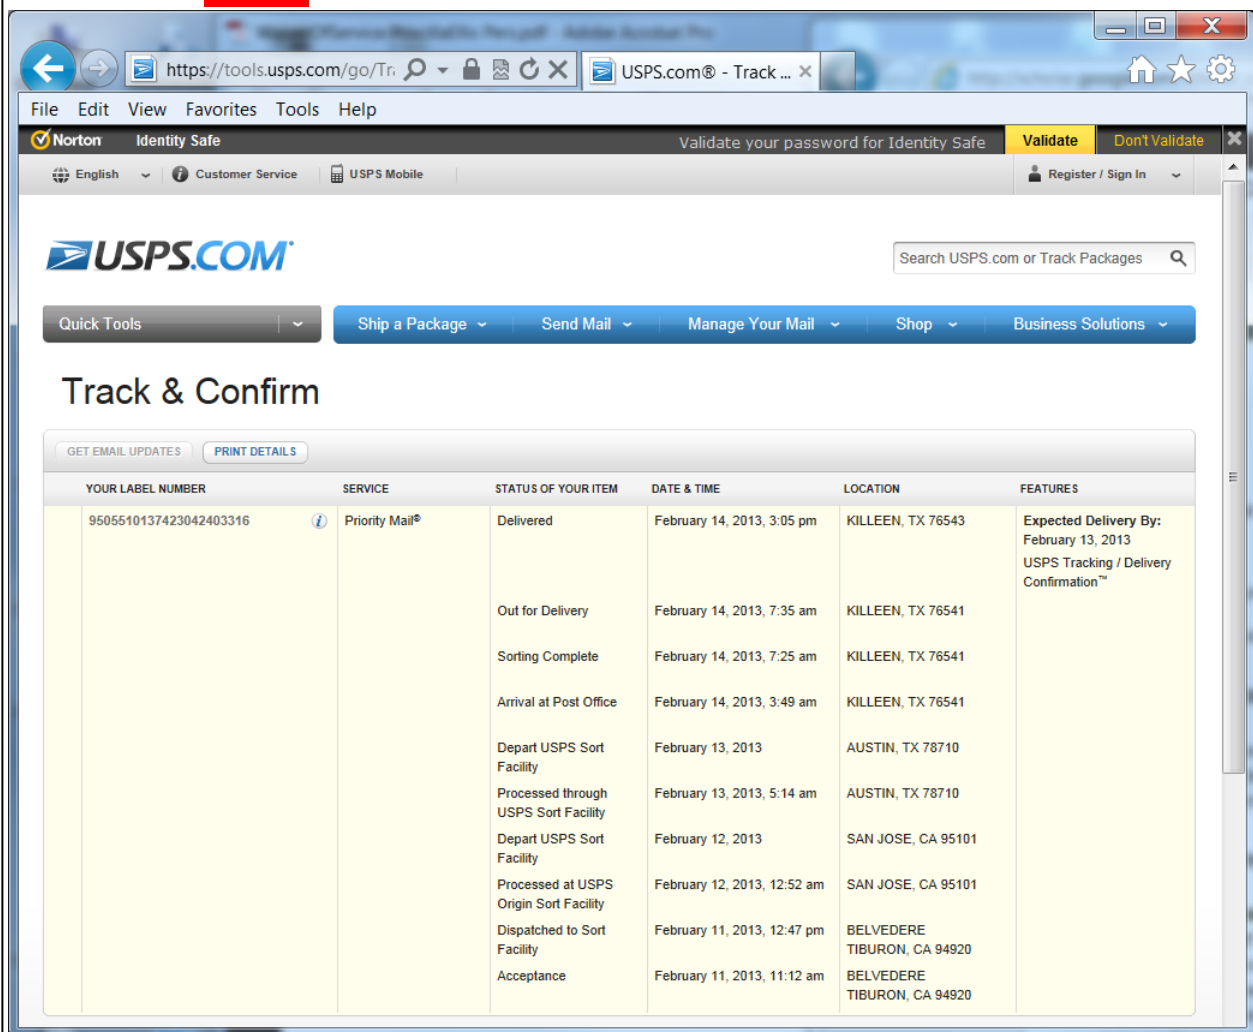 https://tools.usps.com/go/Tr
USPS.com® - Track ... ×
File Edit View Favorites Tools Help
Norton Identity Safe Validate your password for Identity Safe Validate Don't Validate
English Customer Service USPS Mobile Register / Sign In
USPS.COM®
Search USPS.com or Track Packages
Quick Tools Ship a Package Send Mail Manage Your Mail Shop Business Solutions
Track & Confirm
GET EMAIL UPDATES PRINT DETAILS
YOUR LABEL NUMBER SERVICE STATUS OF YOUR ITEM DATE & TIME LOCATION FEATURES
9505510137423042403316 Priority Mail® Delivered February 14, 2013, 3:05 pm KILLEEN, TX 76543 Expected Delivery By:
February 13, 2013
USPS Tracking / Delivery
Confirmation™
Out for Delivery February 14, 2013, 7:35 am KILLEEN, TX 76541
Sorting Complete February 14, 2013, 7:25 am KILLEEN, TX 76541
Arrival at Post Office February 14, 2013, 3:49 am KILLEEN, TX 76541
Depart USPS Sort February 13, 2013 AUSTIN, TX 78710
Facility
Processed through February 13, 2013, 5:14 am AUSTIN, TX 78710
USPS Sort Facility
Depart USPS Sort February 12, 2013 SAN JOSE, CA 95101
Facility
Processed at USPS February 12, 2013, 12:52 am SAN JOSE, CA 95101
Origin Sort Facility
Dispatched to Sort February 11, 2013, 12:47 pm BELVEDERE
Facility TIBURON, CA 94920
Acceptance February 11, 2013, 11:12 am BELVEDERE
TIBURON, CA 94920